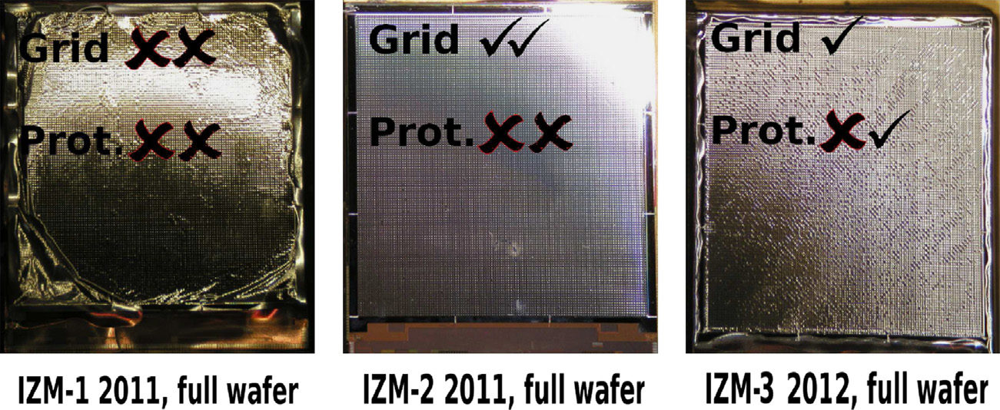 Grid ✗✗
Prot. ✗✗
IZM-1 2011, full wafer
Grid ✓✓
Prot. ✗✗
IZM-2 2011, full wafer
Grid ✓
Prot. ✗✓
IZM-3 2012, full wafer